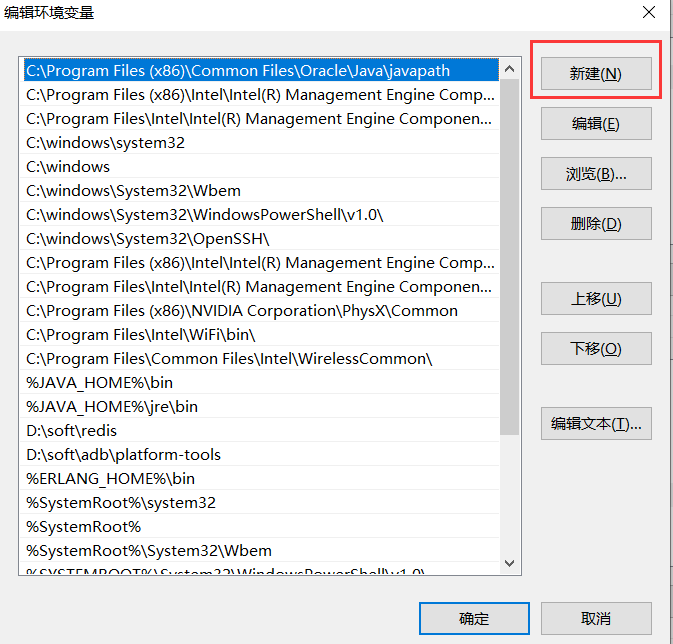 编辑环境变量
C:\Program Files (x86)\Common Files\Oracle\Java\javapath
C:\Program Files (x86)\Intel\Intel(R) Management Engine Comp...
C:\Program Files\Intel\Intel(R) Management Engine Componen...
C:\windows\system32
C:\windows
C:\windows\System32\Wbem
C:\windows\System32\WindowsPowerShell\v1.0\
C:\windows\System32\OpenSSH\
C:\Program Files (x86)\Intel\Intel(R) Management Engine Comp...
C:\Program Files\Intel\Intel(R) Management Engine Componen...
C:\Program Files (x86)\NVIDIA Corporation\PhysX\Common
C:\Program Files\Intel\WiFi\bin\
C:\Program Files\Common Files\Intel\WirelessCommon\
%JAVA_HOME%\bin
%JAVA_HOME%\jre\bin
D:\soft\redis
D:\soft\adb\platform-tools
%ERLANG_HOME%\bin
%SystemRoot%\system32
%SystemRoot%
%SystemRoot%\System32\Wbem
%SYSTEMROOT%\System32\WindowsPowerShell\v1.0\
新建(N)
编辑(E)
浏览(B)...
删除(D)
上移(U)
下移(O)
编辑文本(T)...
确定
取消